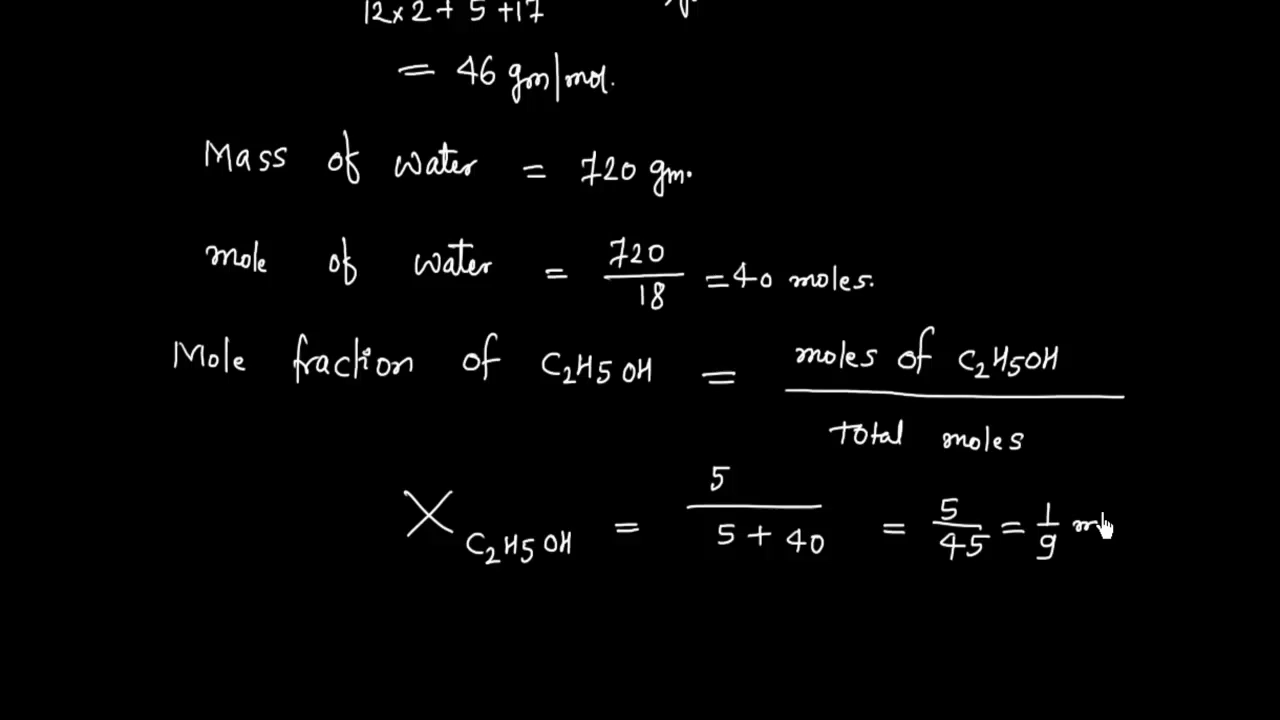 12×2+ 5 +17
= 46 gm/mol.
Mass of water = 720 gm.
mole of water = 720/18 = 40 moles.
Mole fraction of C2H5OH = moles of C2H5OH / Total moles
X C2H5OH = 5 / 5 + 40 = 5/45 = 1/9